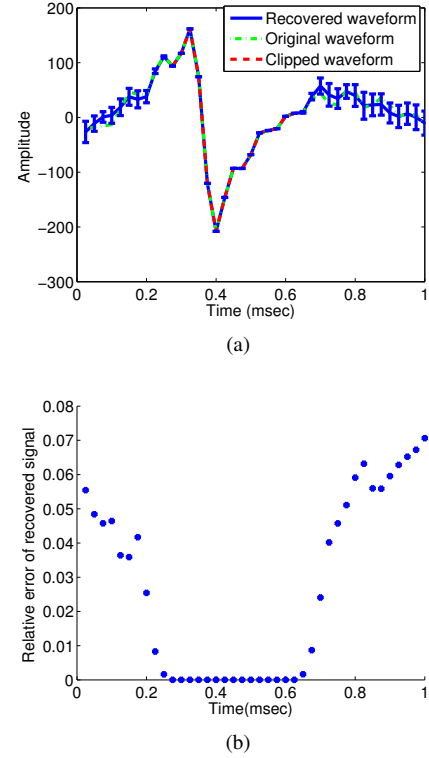 200
100
0
−100
−200
−300
Amplitude
Recovered waveform
Original waveform
Clipped waveform
0 0.2 0.4 0.6 0.8 1
Time (msec)
(a)
0.08
0.07
0.06
0.05
0.04
0.03
0.02
0.01
0
Relative error of recovered signal
0 0.2 0.4 0.6 0.8 1
Time(msec)
(b)